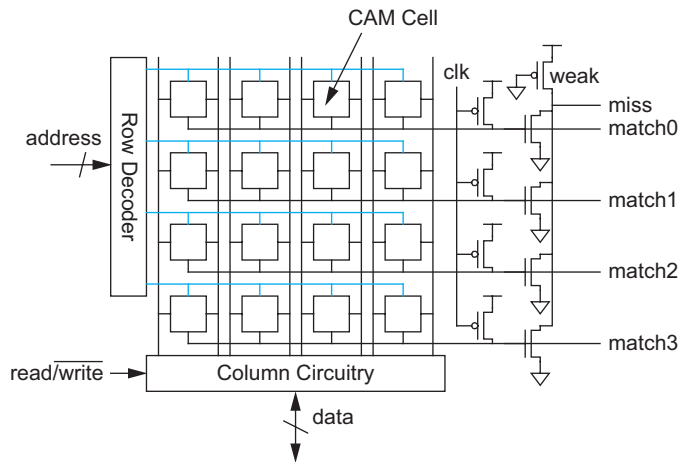 CAM Cell
clk
weak
miss
match0
address
Row Decoder
match1
match2
match3
read/write
Column Circuitry
data